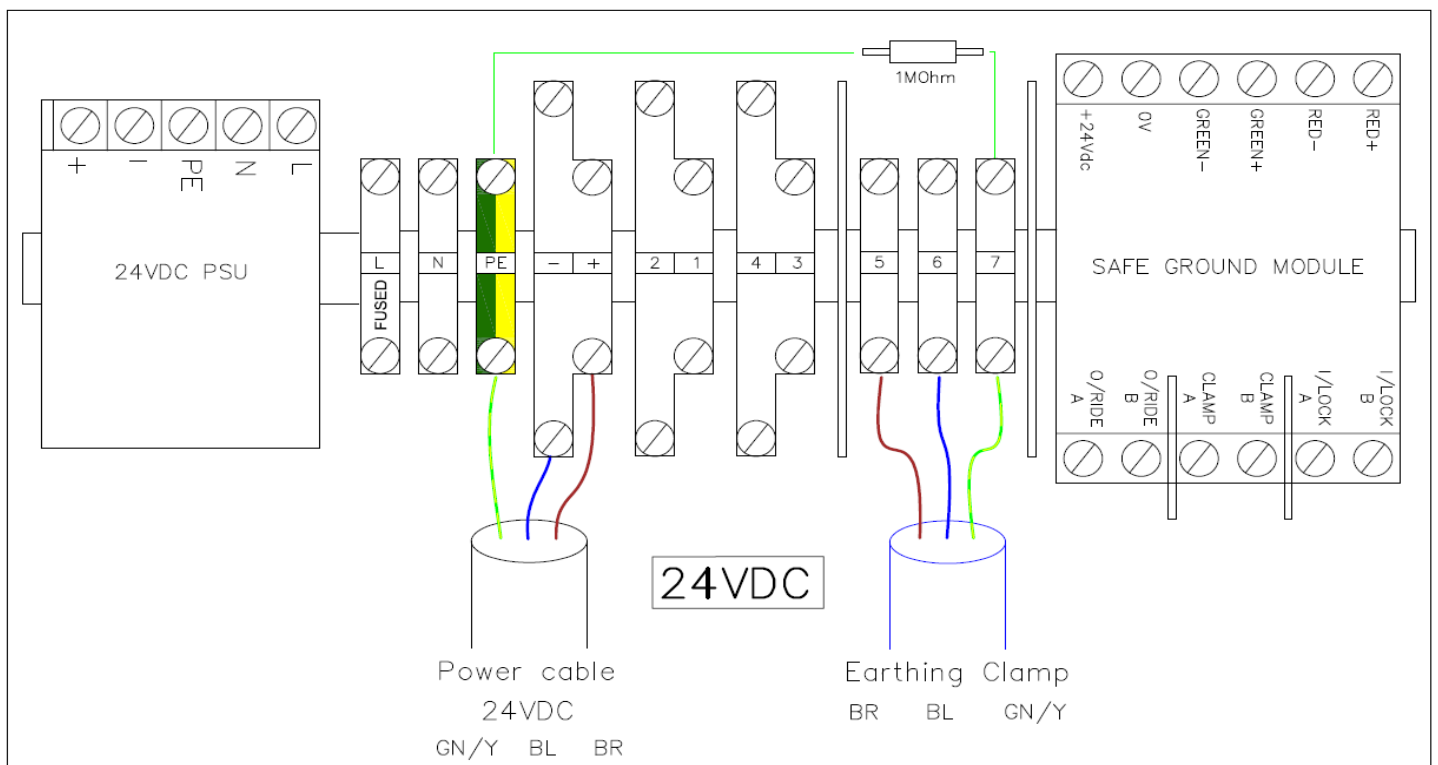 1MOhm
+ I PE N L
24VDC PSU
L N PE - + 2 1 4 3 5 6 7
FUSED
+24Vdc
0V
GREEN-
GREEN+
RED-
RED+
SAFE GROUND MODULE
O/RIDE
A
O/RIDE
B
CLAMP
A
CLAMP
B
I/LOCK
A
I/LOCK
B
24VDC
Power cable
24VDC
GN/Y BL BR
Earthing Clamp
BR BL GN/Y